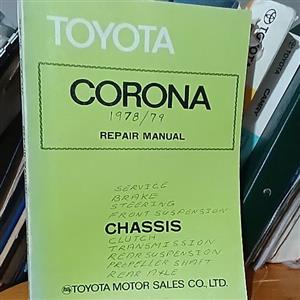 TOYOTA
CORONA
1978/79
REPAIR MANUAL
SERVICE
BRAKE
STEERING
FRONT SUSPENSION
CHASSIS
CLUTCH
TRANSMISSION
REAR SUSPENSION
PROPELLER SHAFT
REAR AXLE
TOYOTA MOTOR SALES CO., LTD.
CAMRY